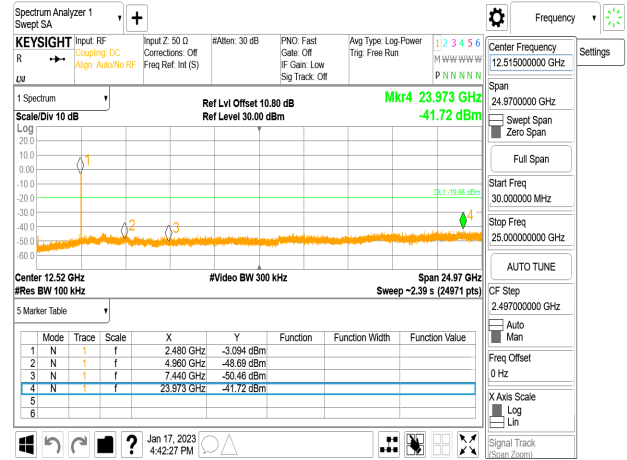 Spectrum Analyzer 1
Swept SA
Frequency
Settings
KEYSIGHT
R
LXI
Input: RF
Coupling: DC
Align: Auto/No RF
Input Z: 50 Ω
Corrections: Off
Freq Ref: Int (S)
#Atten: 30 dB
PNO: Fast
Gate: Off
IF Gain: Low
Sig Track: Off
Avg Type: Log-Power
Trig: Free Run
1 2 3 4 5 6
M W W W W W
P N N N N N
1 Spectrum
Scale/Div 10 dB
Ref Lvl Offset 10.80 dB
Ref Level 30.00 dBm
Mkr4 23.973 GHz
-41.72 dBm
Log
20.0
10.0
0.00
-10.0
-20.0
-30.0
-40.0
-50.0
-60.0
1
2
3
4
DL1 -19.66 dBm
Center 12.52 GHz
#Res BW 100 kHz
#Video BW 300 kHz
Span 24.97 GHz
Sweep ~2.39 s (24971 pts)
5 Marker Table
Mode Trace Scale X Y Function Function Width Function Value
1 N 1 f 2.480 GHz -3.094 dBm
2 N 1 f 4.960 GHz -48.69 dBm
3 N 1 f 7.440 GHz -50.46 dBm
4 N 1 f 23.973 GHz -41.72 dBm
5
6
Jan 17, 2023
4:42:27 PM
Center Frequency
12.515000000 GHz
Span
24.9700000 GHz
Swept Span
Zero Span
Full Span
Start Freq
30.000000 MHz
Stop Freq
25.000000000 GHz
AUTO TUNE
CF Step
2.497000000 GHz
Auto
Man
Freq Offset
0 Hz
X Axis Scale
Log
Lin
Signal Track
(Span Zoom)